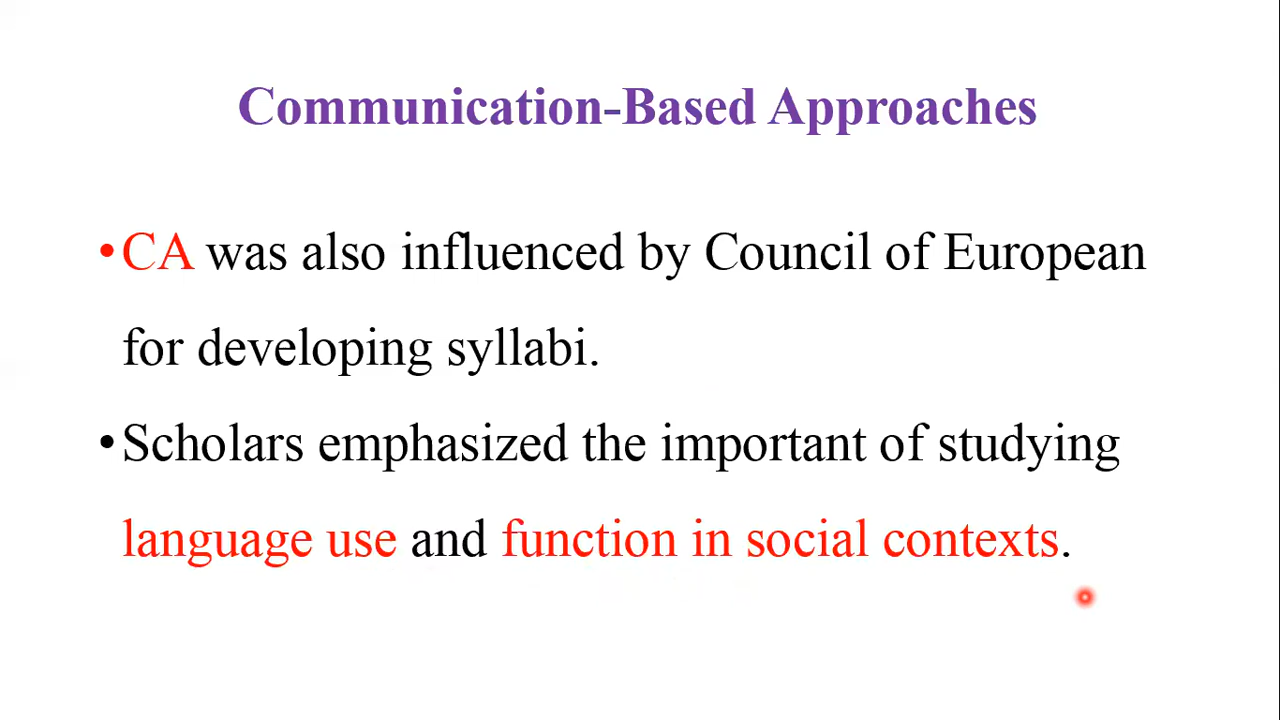 Communication-Based Approaches
•CA was also influenced by Council of European
for developing syllabi.
•Scholars emphasized the important of studying
language use and function in social contexts.